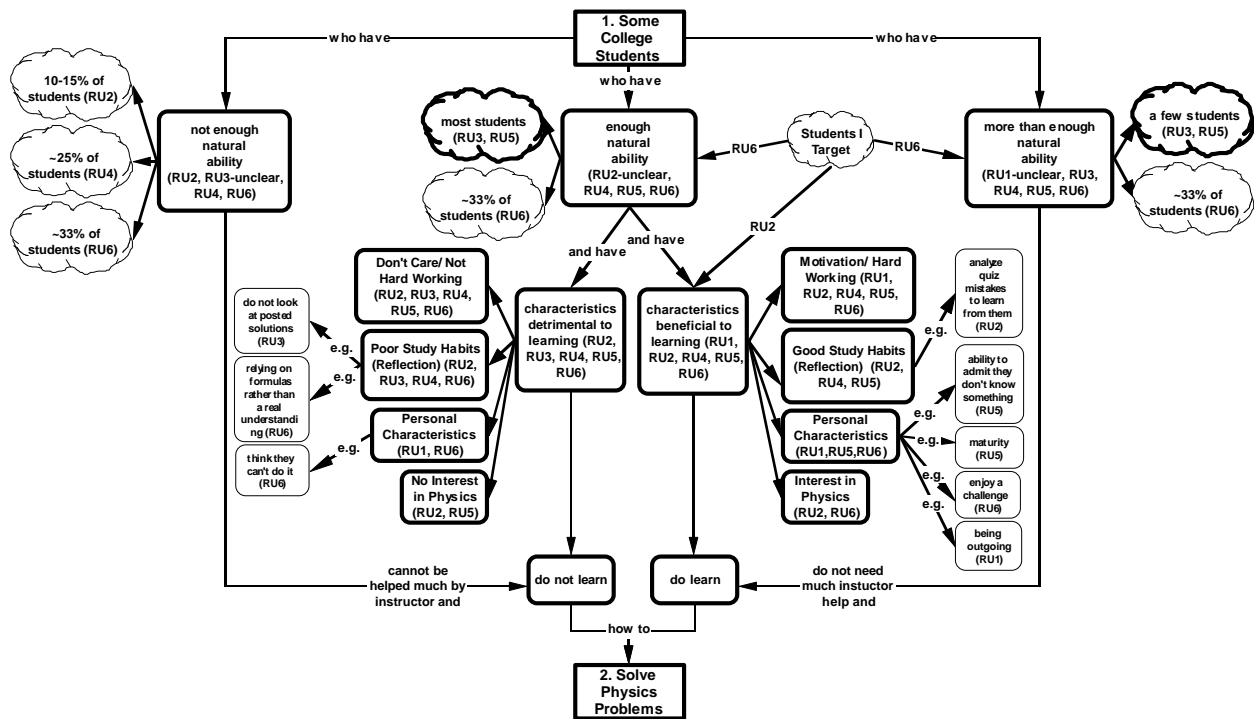 1. Some
College
Students
who have
who have
who have
10-15% of
students (RU2)
~25% of
students (RU4)
~33% of
students (RU6)
not enough
natural
ability
(RU2, RU3-unclear,
RU4, RU6)
most students
(RU3, RU5)
~33% of
students (RU6)
enough
natural
ability
(RU2-unclear,
RU4, RU5, RU6)
RU6
Students I
Target
RU6
RU2
more than enough
natural
ability
(RU1-unclear, RU3,
RU4, RU5, RU6)
a few students
(RU3, RU5)
~33% of
students (RU6)
and have
and have
Don't Care/ Not
Hard Working
(RU2, RU3, RU4,
RU5, RU6)
Poor Study Habits
(Reflection) (RU2,
RU3, RU4, RU6)
Personal
Characteristics
(RU1, RU6)
No Interest
in Physics
(RU2, RU5)
do not look
at posted
solutions
(RU3)
e.g.
relying on
formulas
rather than
a real
understandi
ng (RU6)
e.g.
think they
can't do it
(RU6)
e.g.
characteristics
detrimental to
learning (RU2,
RU3, RU4, RU5,
RU6)
characteristics
beneficial to
learning (RU1,
RU2, RU4, RU5,
RU6)
Motivation/ Hard
Working (RU1,
RU2, RU4, RU5,
RU6)
Good Study Habits
(Reflection) (RU2,
RU4, RU5)
Personal
Characteristics
(RU1,RU5,RU6)
Interest in
Physics
(RU2, RU6)
e.g.
analyze
quiz
mistakes
to learn
from them
(RU2)
e.g.
ability to
admit they
don't know
something
(RU5)
e.g.
maturity
(RU5)
e.g.
enjoy a
challenge
(RU6)
e.g.
being
outgoing
(RU1)
cannot be
helped much by
instructor and
do not learn
do learn
do not need
much instuctor
help and
how to
2. Solve
Physics
Problems